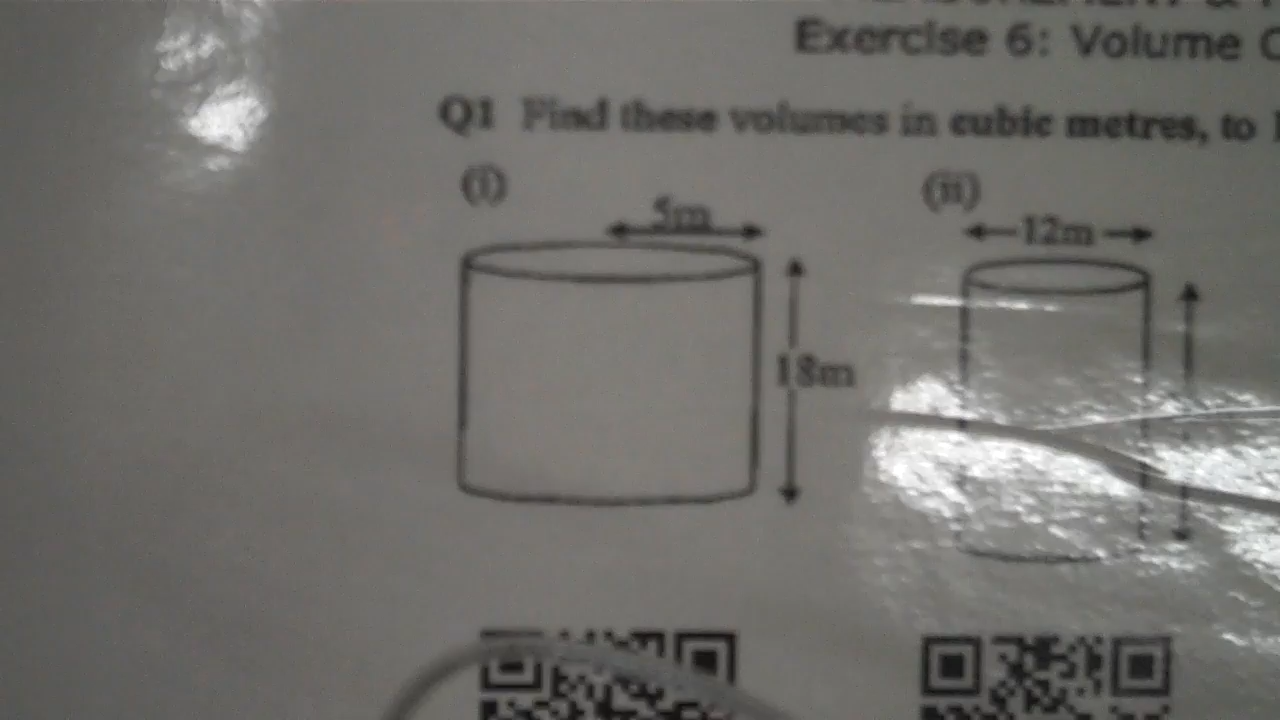 Exercise 6: Volume
Q1 Find these volumes in cubic metres, to
(i) (ii)
5m 12m
18m